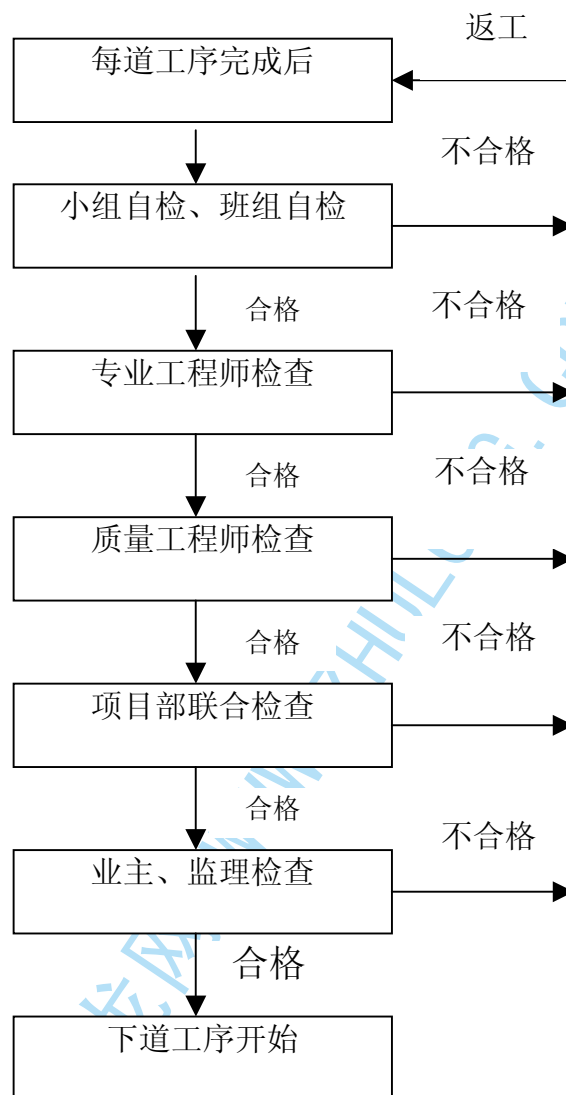 返工
每道工序完成后
不合格
小组自检、班组自检
合格
不合格
专业工程师检查
合格
不合格
质量工程师检查
合格
不合格
项目部联合检查
合格
不合格
业主、监理检查
合格
下道工序开始